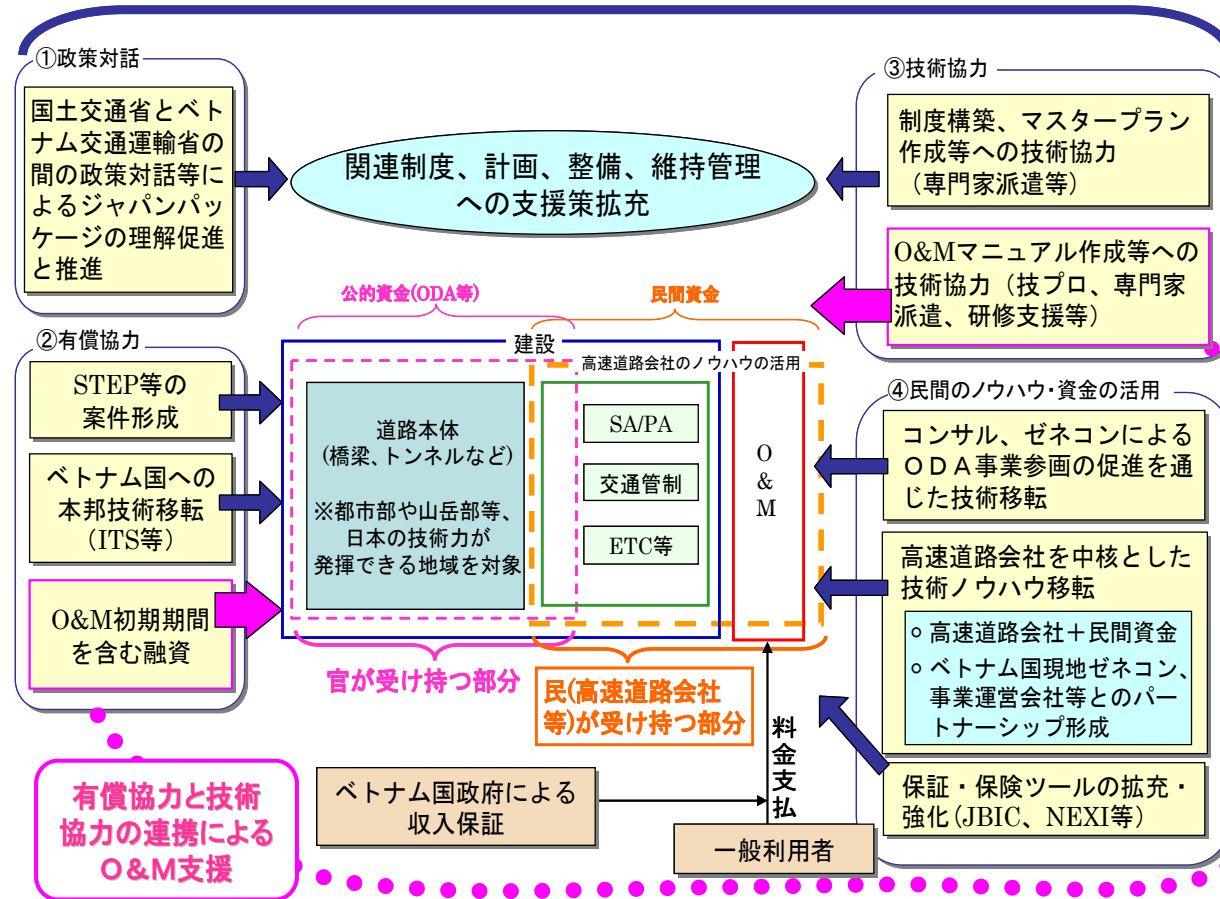 ①政策対話
国土交通省とベト
ナム交通運輸省の
間の政策対話等に
よるジャパンパッ
ケージの理解促進
と推進
関連制度、計画、整備、維持管理
への支援策拡充
③技術協力
制度構築、マスタープラン
作成等への技術協力
（専門家派遣等）
O&Mマニュアル作成等への
技術協力（技プロ、専門家
派遣、研修支援等）
②有償協力
STEP等の
案件形成
ベトナム国への
本邦技術移転
（ITS等）
O&M初期期間
を含む融資
公的資金(ODA等)
民間資金
建設
高速道路会社のノウハウの活用
道路本体
(橋梁、トンネルなど)
※都市部や山岳部等、
日本の技術力が
発揮できる地域を対象
SA/PA
交通管制
ETC等
O
&
M
官が受け持つ部分
民(高速道路会社
等)が受け持つ部分
④民間のノウハウ・資金の活用
コンサル、ゼネコンによる
ＯＤＡ事業参画の促進を通
じた技術移転
高速道路会社を中核とした
技術ノウハウ移転
高速道路会社＋民間資金
ベトナム国現地ゼネコン、
事業運営会社等とのパー
トナーシップ形成
保証・保険ツールの拡充・
強化(JBIC、NEXI等)
有償協力と技術
協力の連携による
Ｏ&Ｍ支援
ベトナム国政府による
収入保証
料
金
支
払
一般利用者